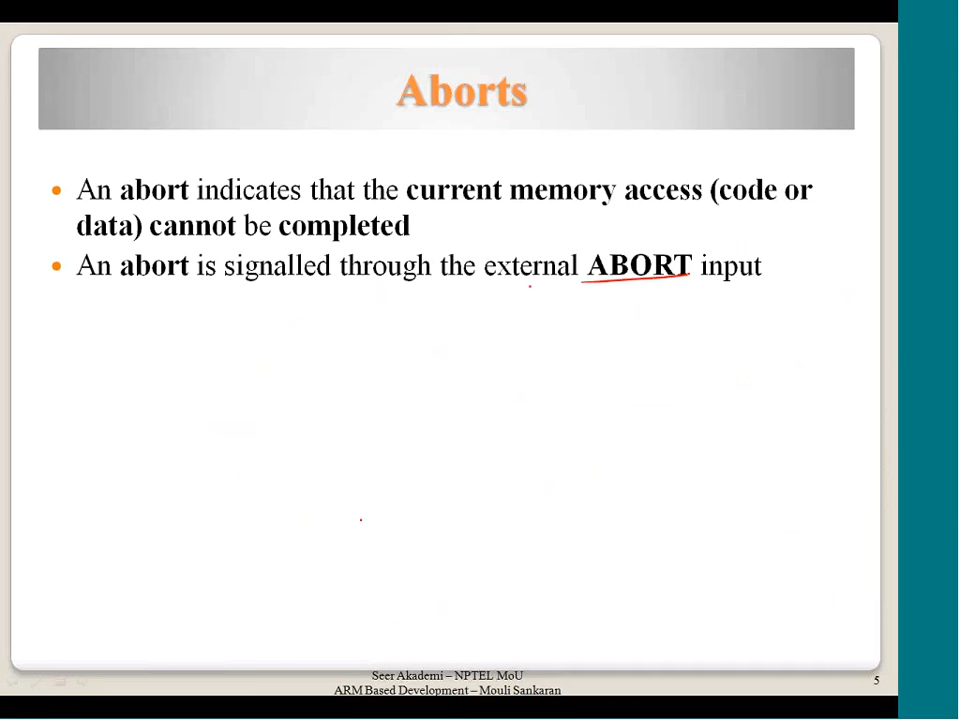 Aborts
• An abort indicates that the current memory access (code or
data) cannot be completed
• An abort is signalled through the external ABORT input
Seer Akademi – NPTEL MoU
ARM Based Development – Mouli Sankaran
5